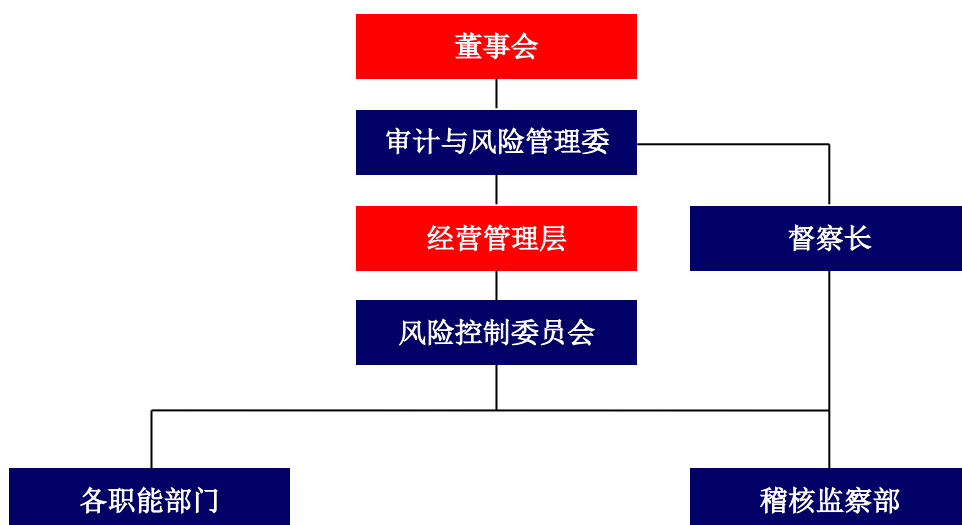 董事会
审计与风险管理委
经营管理层
督察长
风险控制委员会
各职能部门
稽核监察部